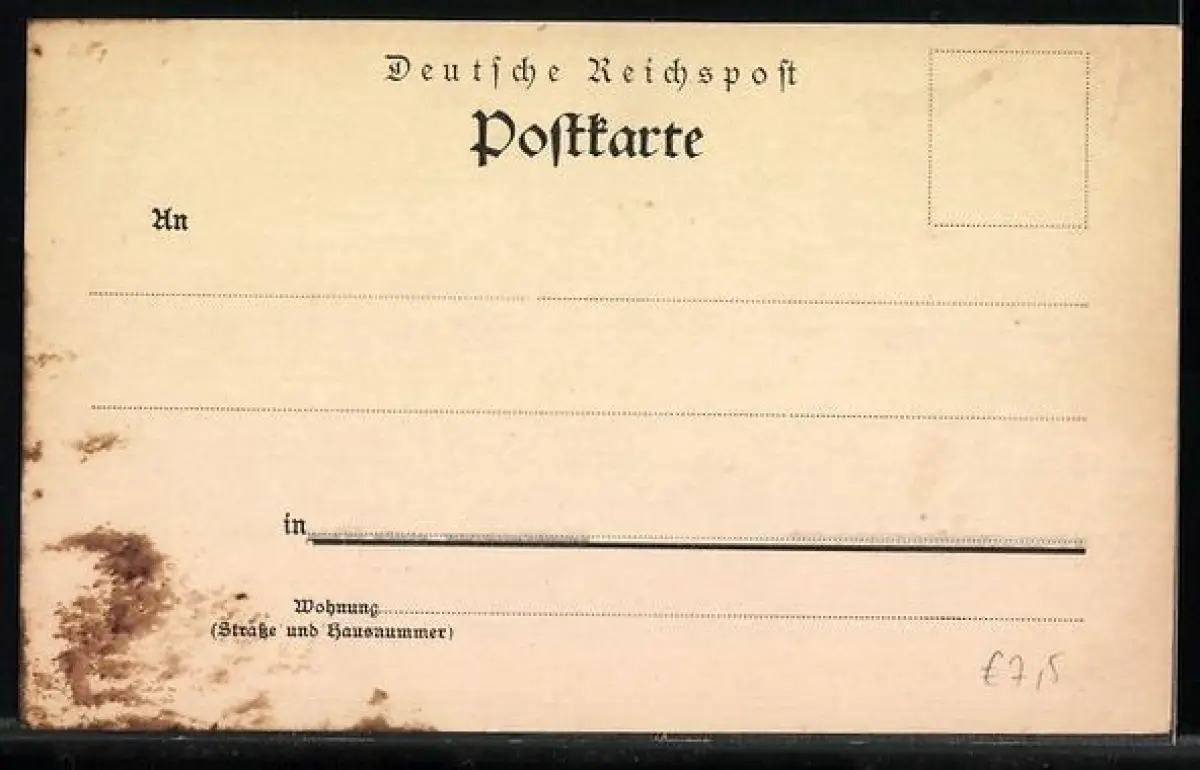 Deutsche Reichspost
Postkarte
An
in
Wohnung
(Straße und Hausnummer)
€7,5